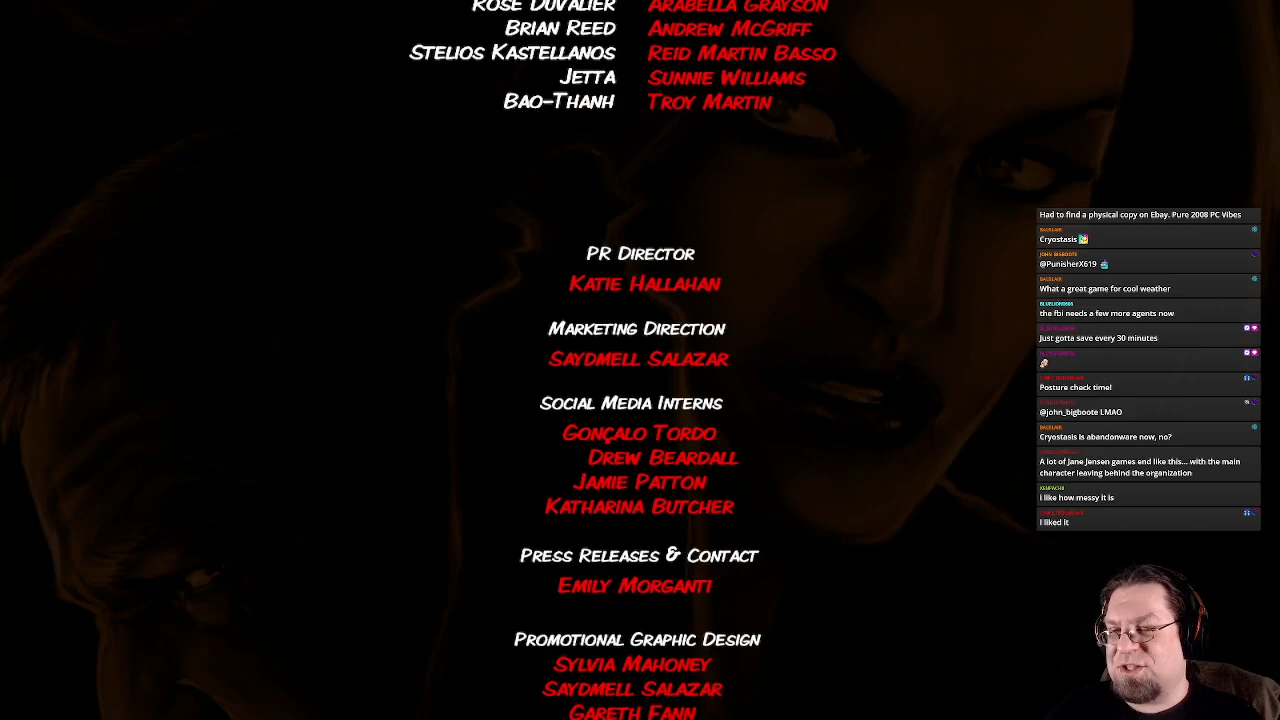 ROSE DUVALIER ARABELLA GRAYSON
BRIAN REED ANDREW MCGRIFF
STELIOS KASTELLANOS REID MARTIN BASSO
JETTA SUNNIE WILLIAMS
BAO-THANH TROY MARTIN
PR DIRECTOR
KATIE HALLAHAN
MARKETING DIRECTION
SAYDMELL SALAZAR
SOCIAL MEDIA INTERNS
GONÇALO TORDO
DREW BEARDALL
JAMIE PATTON
KATHARINA BUTCHER
PRESS RELEASES & CONTACT
EMILY MORGANTI
PROMOTIONAL GRAPHIC DESIGN
SYLVIA MAHONEY
SAYDMELL SALAZAR
GARETH FANN
Had to find a physical copy on Ebay. Pure 2008 PC Vibes
BAEBLAIR
Cryostasis
JOHN_BIGBOOTE
@PunisherX619
BAEBLAIR
What a great game for cool weather
the fbi needs a few more agents now
Just gotta save every 30 minutes
Posture check time!
@john_bigboote LMAO
BAEBLAIR
Cryostasis is abandonware now, no?
A lot of Jane Jensen games end like this... with the main
character leaving behind the organization
i like how messy it is
I liked it